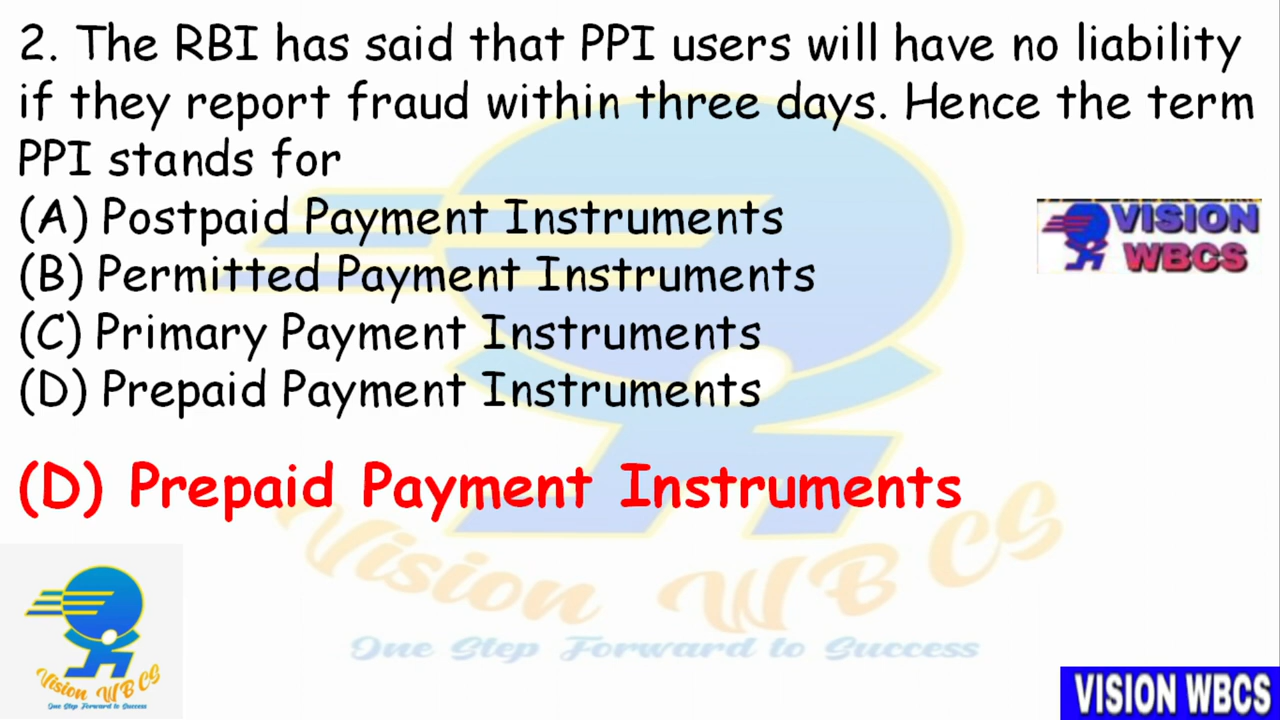 2. The RBI has said that PPI users will have no liability
if they report fraud within three days. Hence the term
PPI stands for
(A) Postpaid Payment Instruments
(B) Permitted Payment Instruments
(C) Primary Payment Instruments
(D) Prepaid Payment Instruments
VISION
WBCS
(D) Prepaid Payment Instruments
Vision WBCS
One Step Forward to Success
Vision WBCS
One Step Forward to Success
VISION WBCS